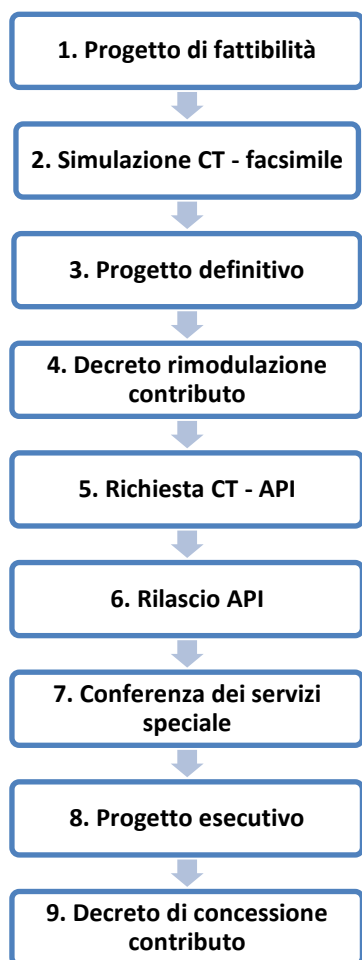 1. Progetto di fattibilità
2. Simulazione CT - facsimile
3. Progetto definitivo
4. Decreto rimodulazione
contributo
5. Richiesta CT - API
6. Rilascio API
7. Conferenza dei servizi
speciale
8. Progetto esecutivo
9. Decreto di concessione
contributo